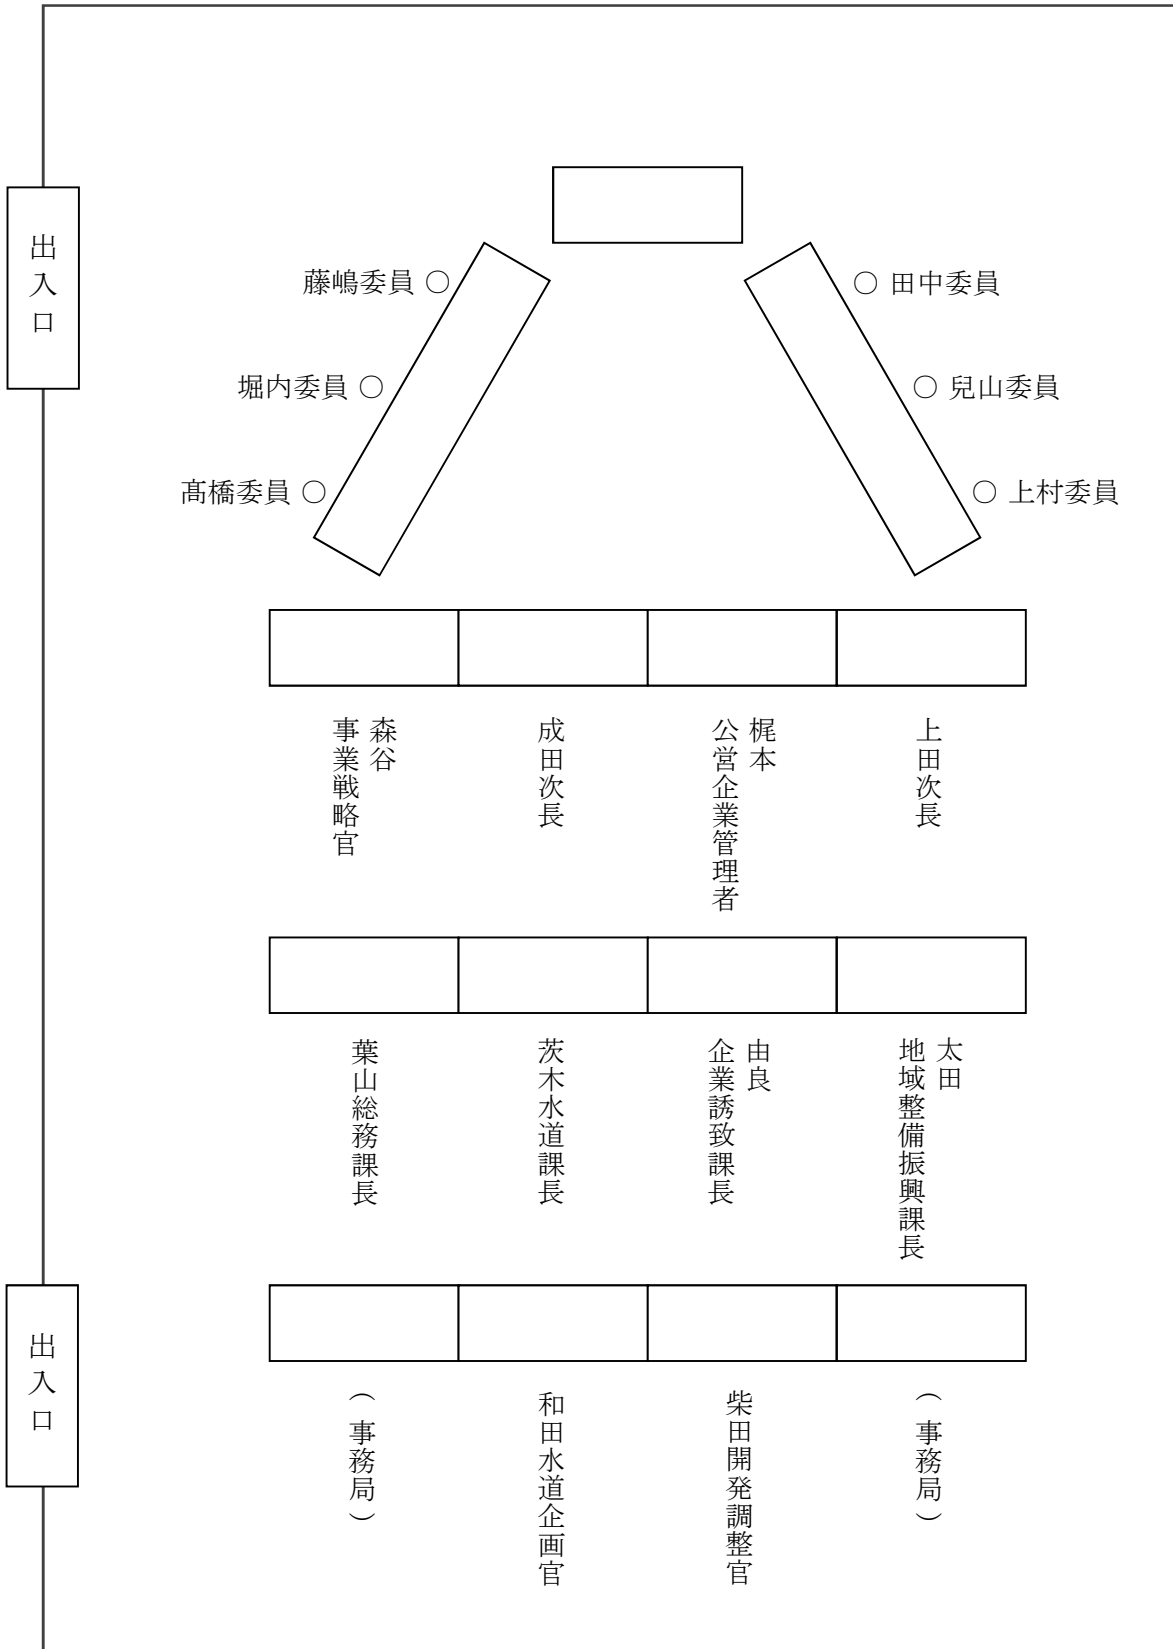 出入口
藤嶋委員 ○
○ 田中委員
堀内委員 ○
○ 兒山委員
髙橋委員 ○
○ 上村委員
森谷
事業戦略官
成田次長
梶本
公営企業管理者
上田次長
葉山総務課長
茨木水道課長
由良
企業誘致課長
太田
地域整備振興課長
出入口
（事務局）
和田水道企画官
柴田開発調整官
（事務局）